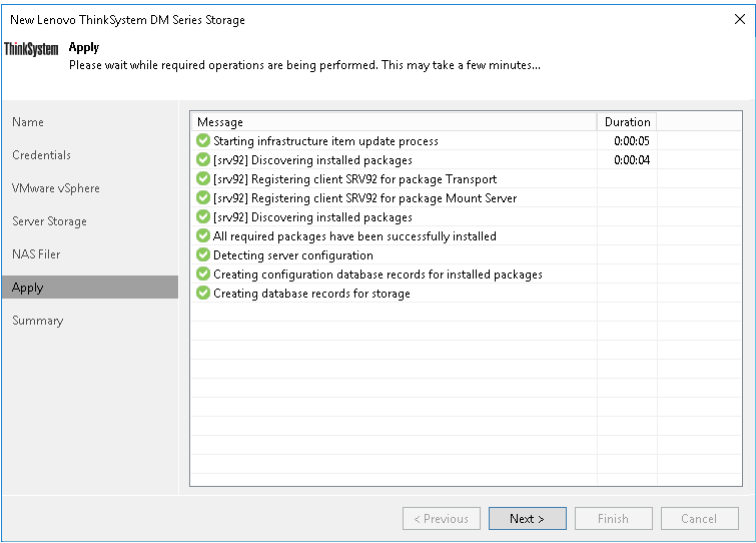 New Lenovo ThinkSystem DM Series Storage
ThinkSystem
Apply
Please wait while required operations are being performed. This may take a few minutes...
Name
Credentials
VMware vSphere
Server Storage
NAS Filer
Apply
Summary
Message Duration
Starting infrastructure item update process 0:00:05
[srv92] Discovering installed packages 0:00:04
[srv92] Registering client SRV92 for package Transport
[srv92] Registering client SRV92 for package Mount Server
[srv92] Discovering installed packages
All required packages have been successfully installed
Detecting server configuration
Creating configuration database records for installed packages
Creating database records for storage
< Previous Next > Finish Cancel